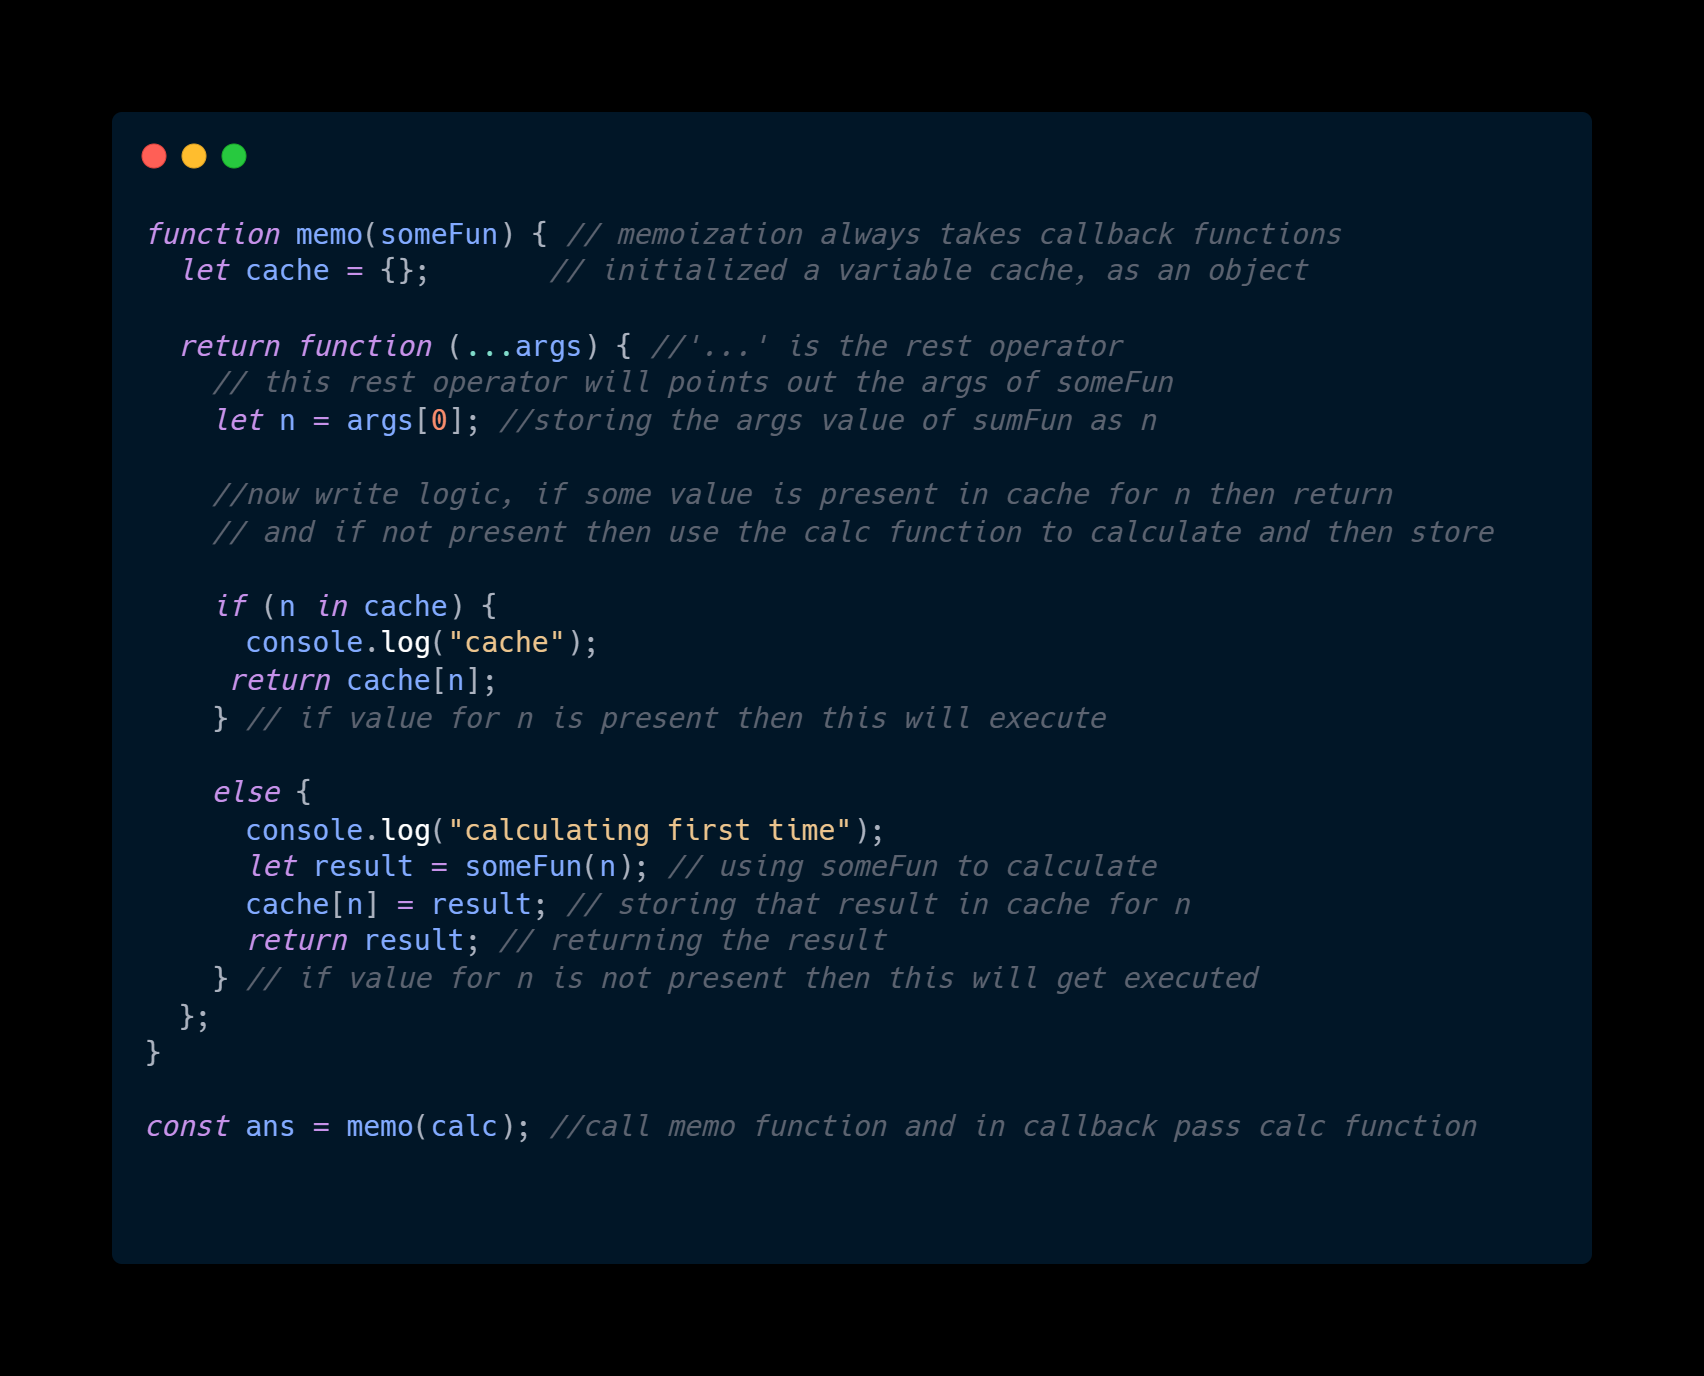 function memo(someFun) { // memoization always takes callback functions
  let cache = {};       // initialized a variable cache, as an object

  return function (...args) { //'...' is the rest operator
    // this rest operator will points out the args of someFun
    let n = args[0]; //storing the args value of sumFun as n

    //now write logic, if some value is present in cache for n then return
    // and if not present then use the calc function to calculate and then store

    if (n in cache) {
      console.log("cache");
     return cache[n];
    } // if value for n is present then this will execute

    else {
      console.log("calculating first time");
      let result = someFun(n); // using someFun to calculate
      cache[n] = result; // storing that result in cache for n
      return result; // returning the result
    } // if value for n is not present then this will get executed
  };
}

const ans = memo(calc); //call memo function and in callback pass calc function